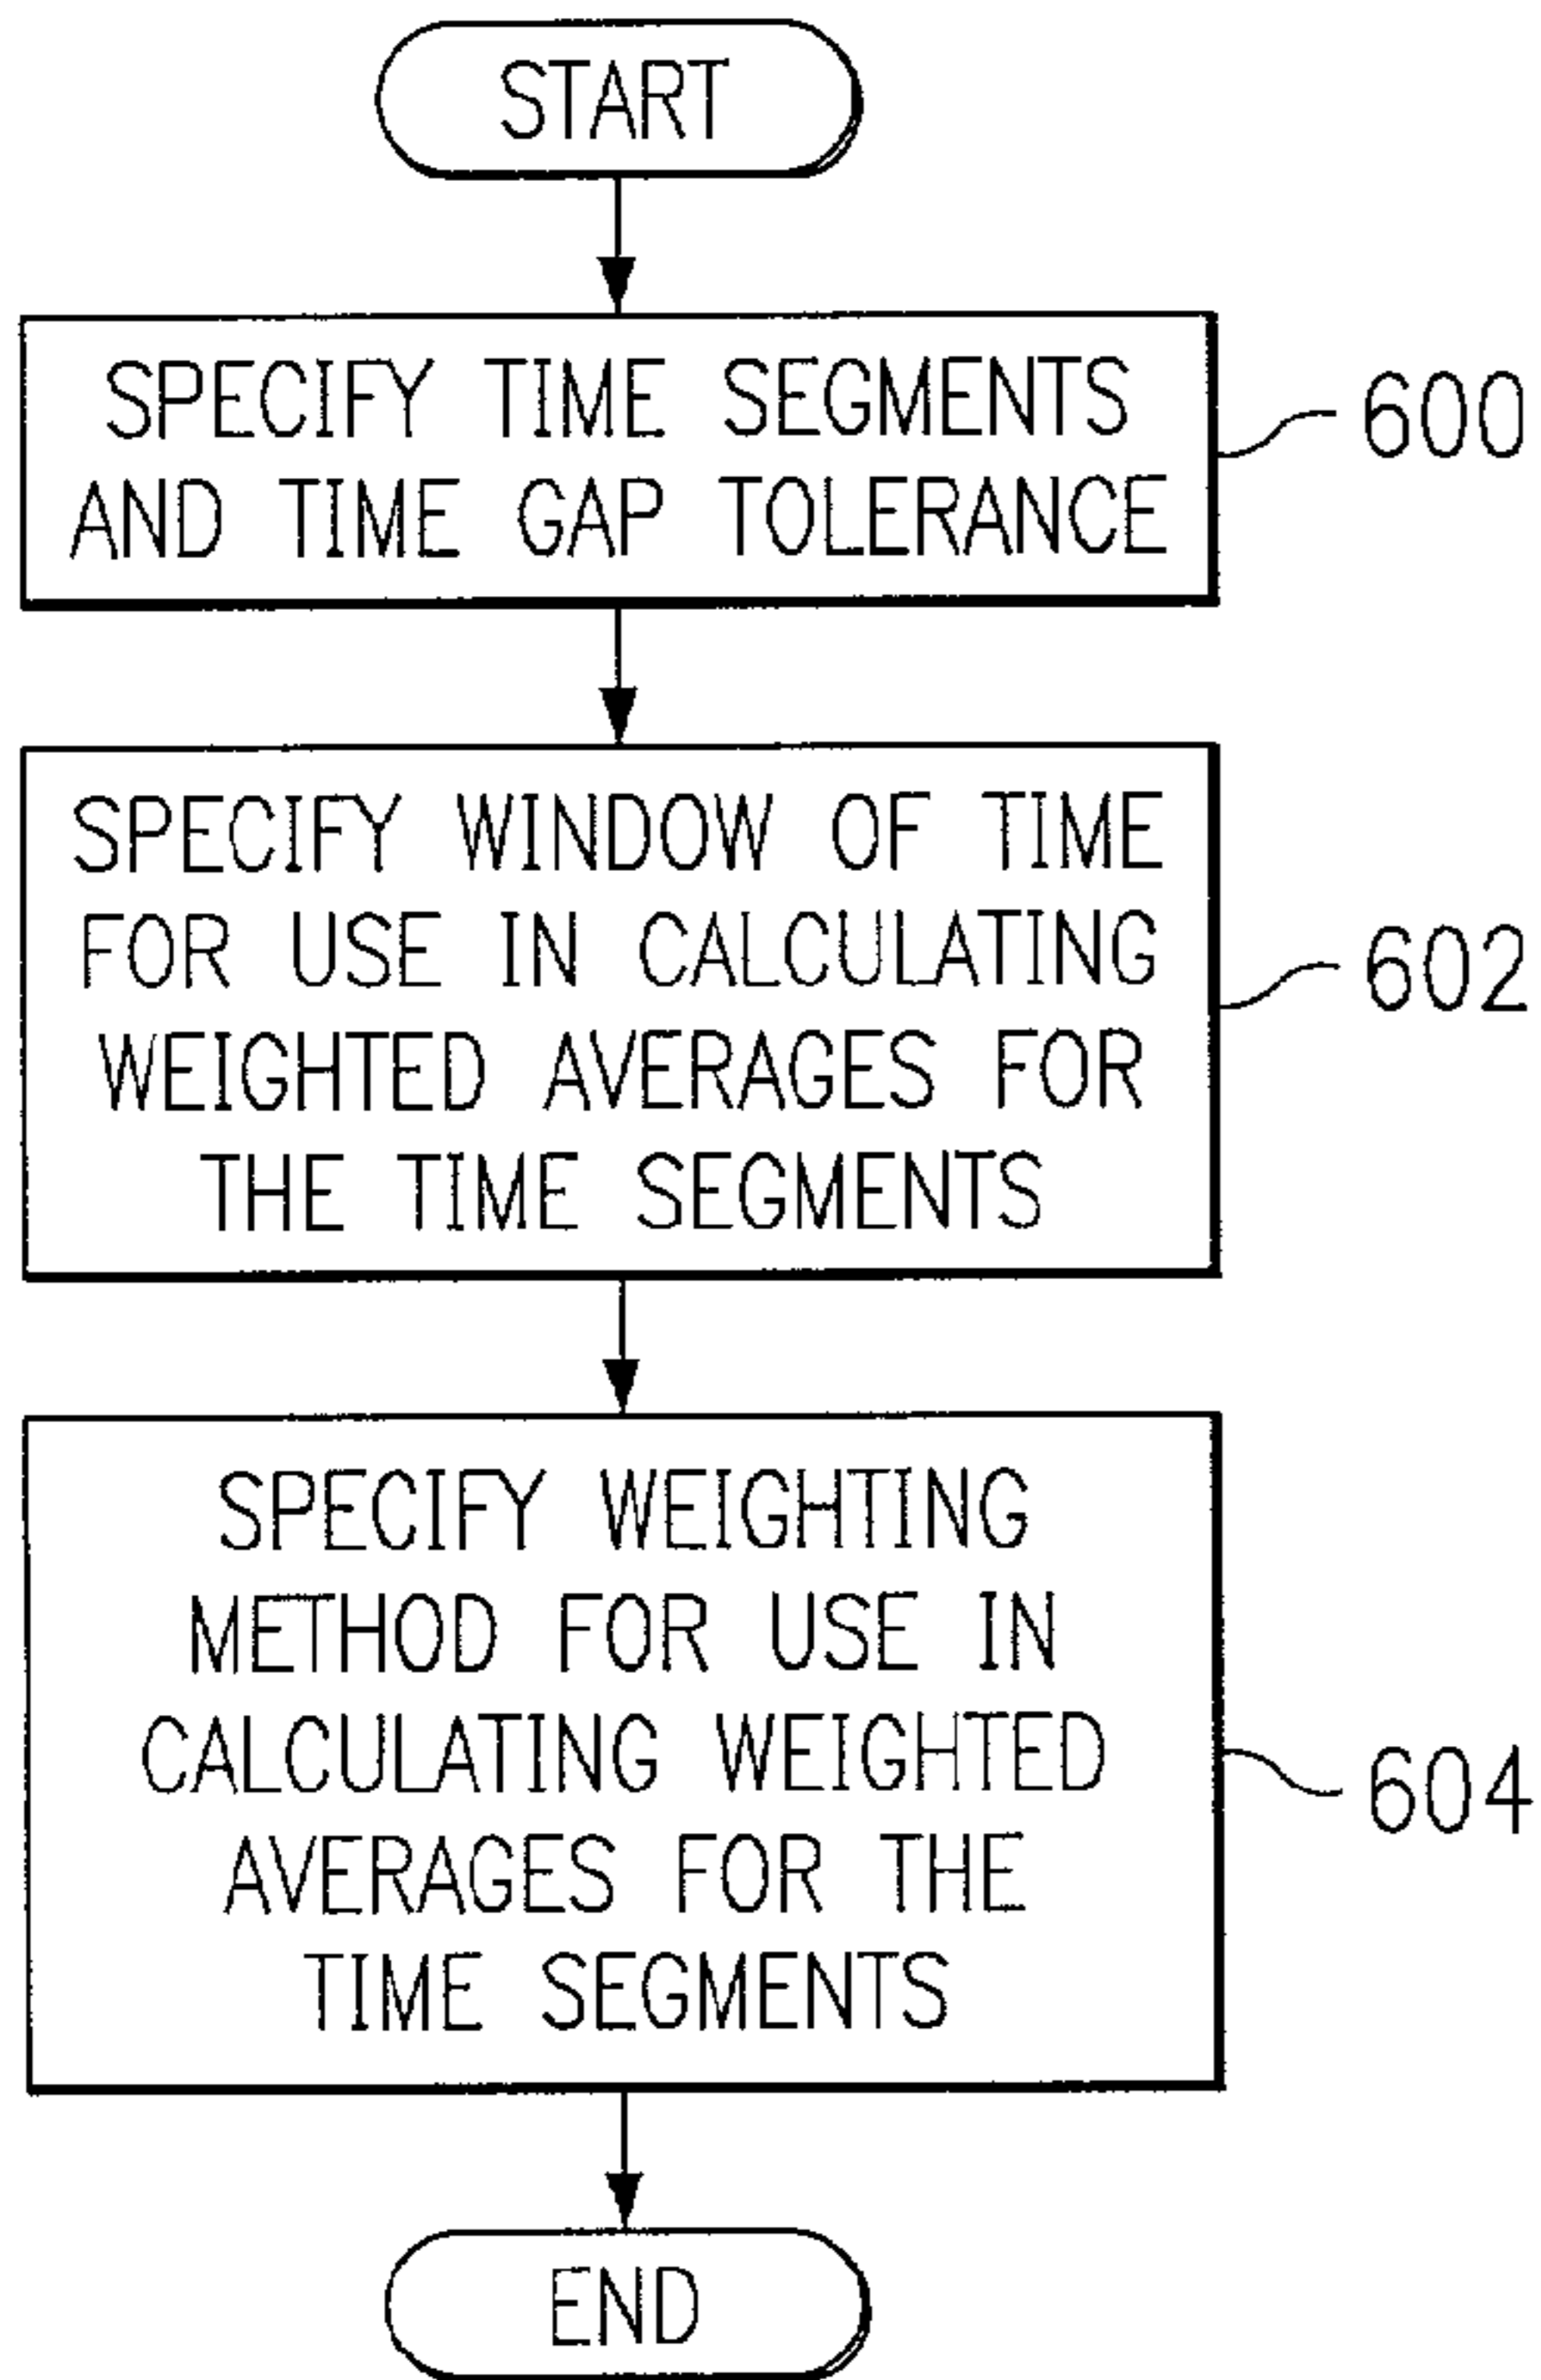 START
SPECIFY TIME SEGMENTS
AND TIME GAP TOLERANCE
600
SPECIFY WINDOW OF TIME
FOR USE IN CALCULATING
WEIGHTED AVERAGES FOR
THE TIME SEGMENTS
602
SPECIFY WEIGHTING
METHOD FOR USE IN
CALCULATING WEIGHTED
AVERAGES FOR THE
TIME SEGMENTS
604
END